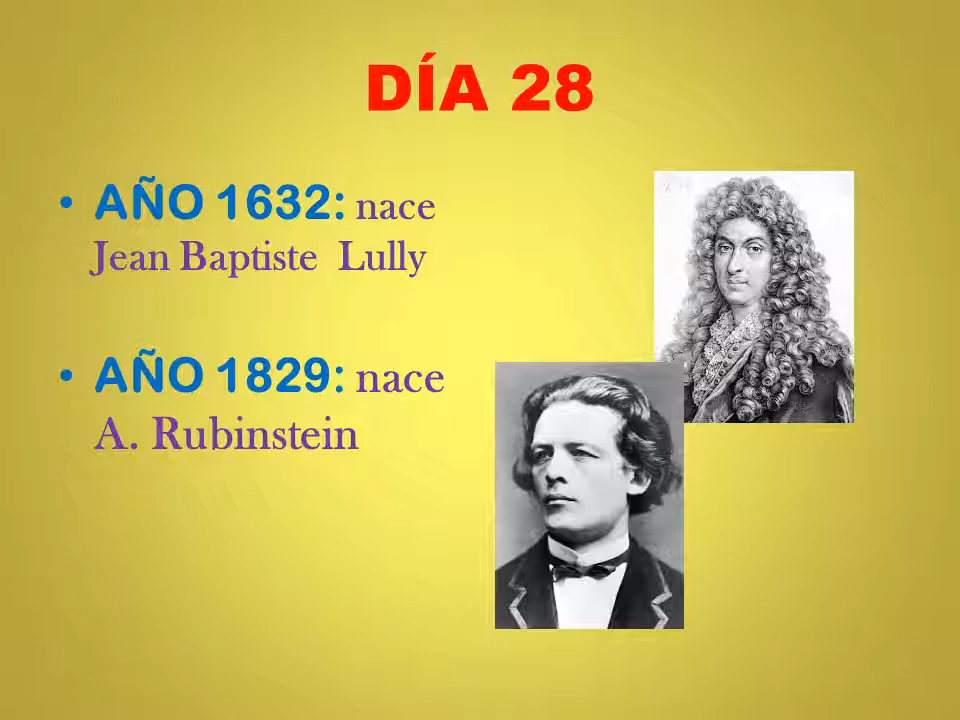 DÍA 28
• AÑO 1632: nace
Jean Baptiste Lully
• AÑO 1829: nace
A. Rubinstein